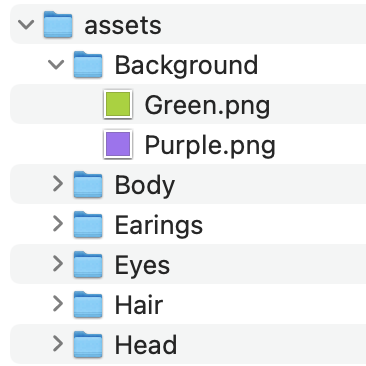 assets
Background
Green.png
Purple.png
Body
Earings
Eyes
Hair
Head